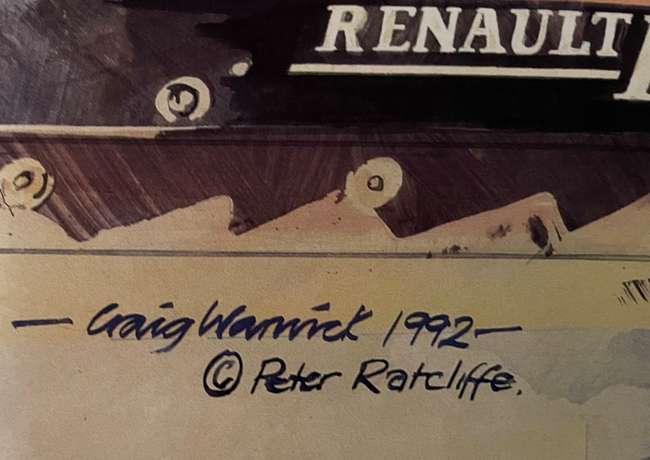 RENAULT
— Craig Warwick 1992—
© Peter Ratcliffe.